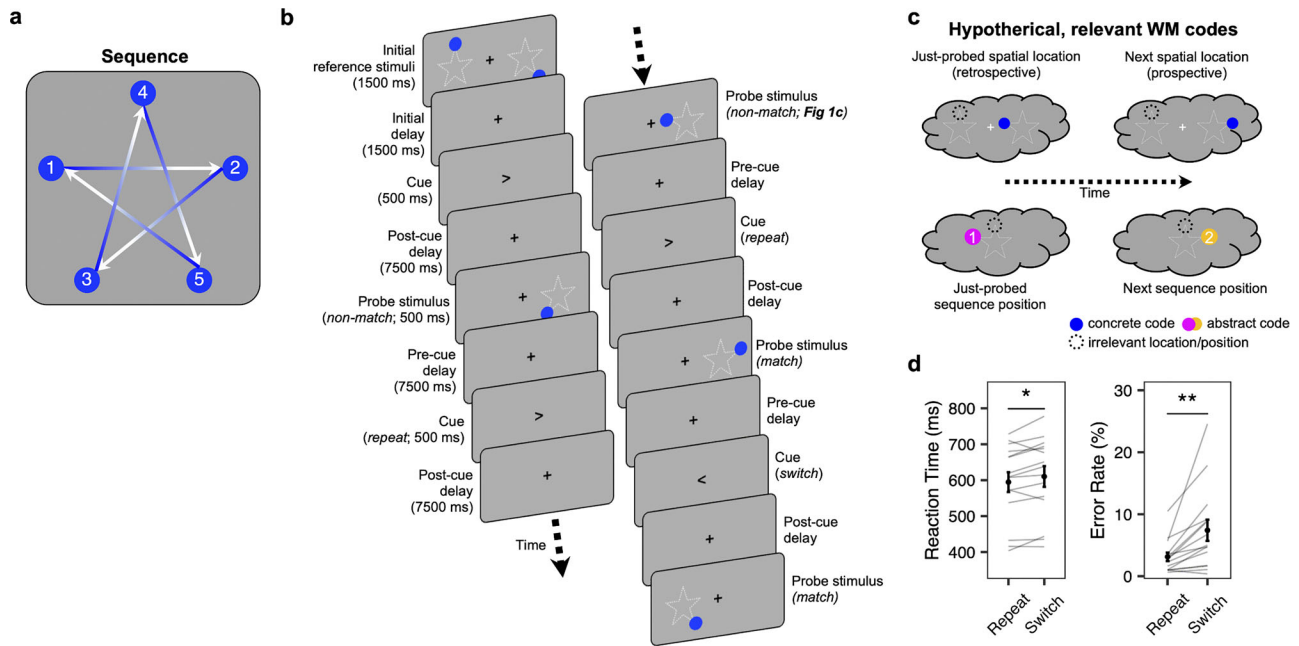 a
Sequence
4
1
2
3
5
b
Initial
reference stimuli
(1500 ms)
+
Initial
delay
(1500 ms)
+
Cue
(500 ms)
>
Post-cue
delay
(7500 ms)
+
Probe stimulus
(non-match; 500 ms)
+
Pre-cue
delay
(7500 ms)
+
Cue
(repeat; 500 ms)
>
Post-cue
delay
(7500 ms)
+
Time
+
Probe stimulus
(non-match; Fig 1c)
+
Pre-cue
delay
>
Cue
(repeat)
+
Post-cue
delay
+
Probe stimulus
(match)
+
Pre-cue
delay
<
Cue
(switch)
+
Post-cue
delay
+
Probe stimulus
(match)
c
Hypotherical, relevant WM codes
Just-probed spatial location
(retrospective)
Next spatial location
(prospective)
+
+
Time
1
2
Just-probed
sequence position
Next sequence position
concrete code
abstract code
irrelevant location/position
d
Reaction Time (ms)
800
700
600
500
400
*
Repeat
Switch
Error Rate (%)
30
20
10
0
**
Repeat
Switch